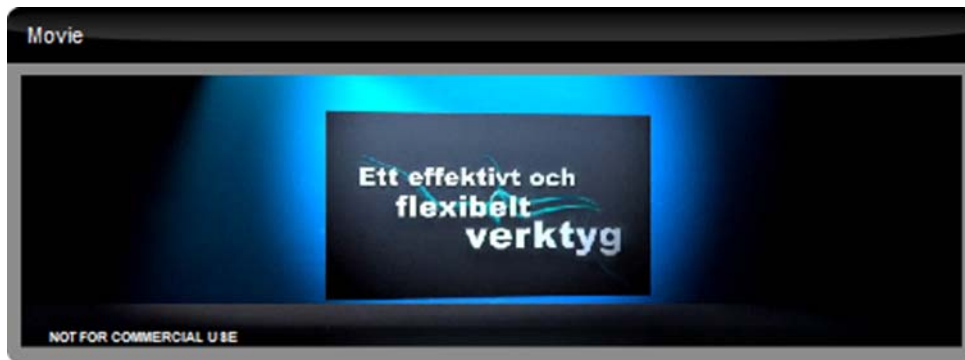 Movie
Ett effektivt och
flexibelt
verktyg
NOT FOR COMMERCIAL USE